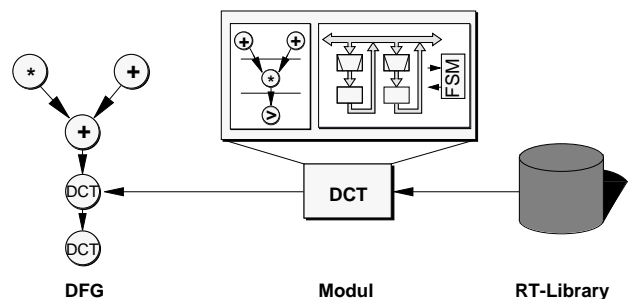 + +
*
>
FSM
* +
+
DCT
DCT
DCT
DFG
Modul
RT-Library